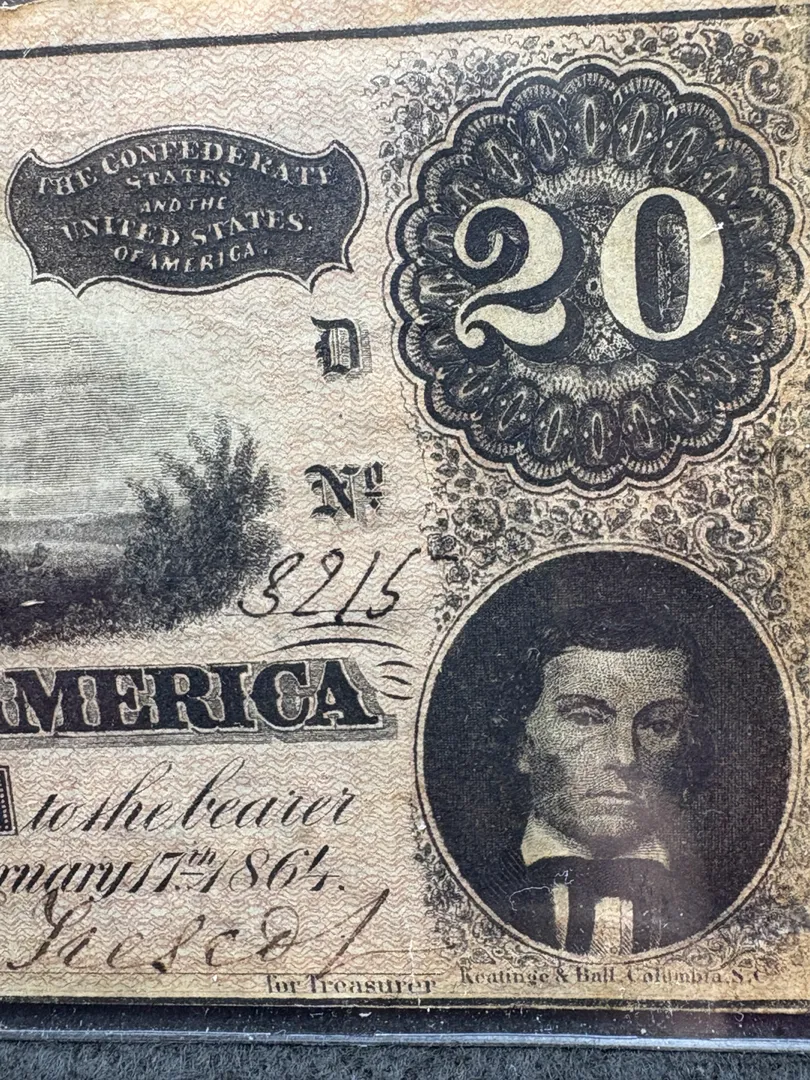 THE CONFEDERATE
STATES
AND THE
UNITED STATES.
OF AMERICA.
20
D
No.
3215
MERICA
to the bearer
ruary 17th 1864.
for Treasurer
Keatinge & Ball, Columbia, S.C